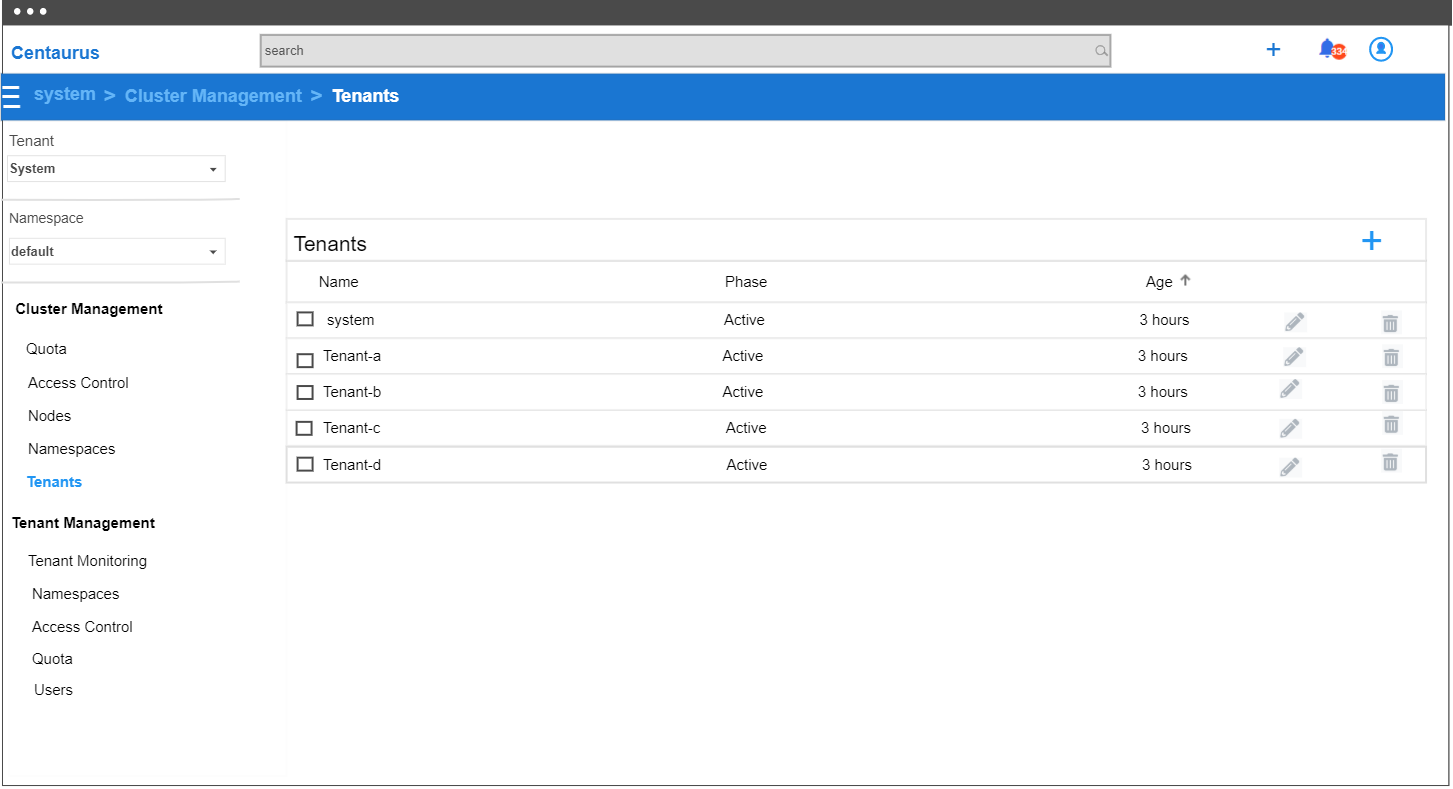 Centaurus
search
334
system > Cluster Management > Tenants
Tenant
System
Namespace
default
Cluster Management
Quota
Access Control
Nodes
Namespaces
Tenants
Tenant Management
Tenant Monitoring
Namespaces
Access Control
Quota
Users
Tenants
Name Phase Age
system Active 3 hours
Tenant-a Active 3 hours
Tenant-b Active 3 hours
Tenant-c Active 3 hours
Tenant-d Active 3 hours